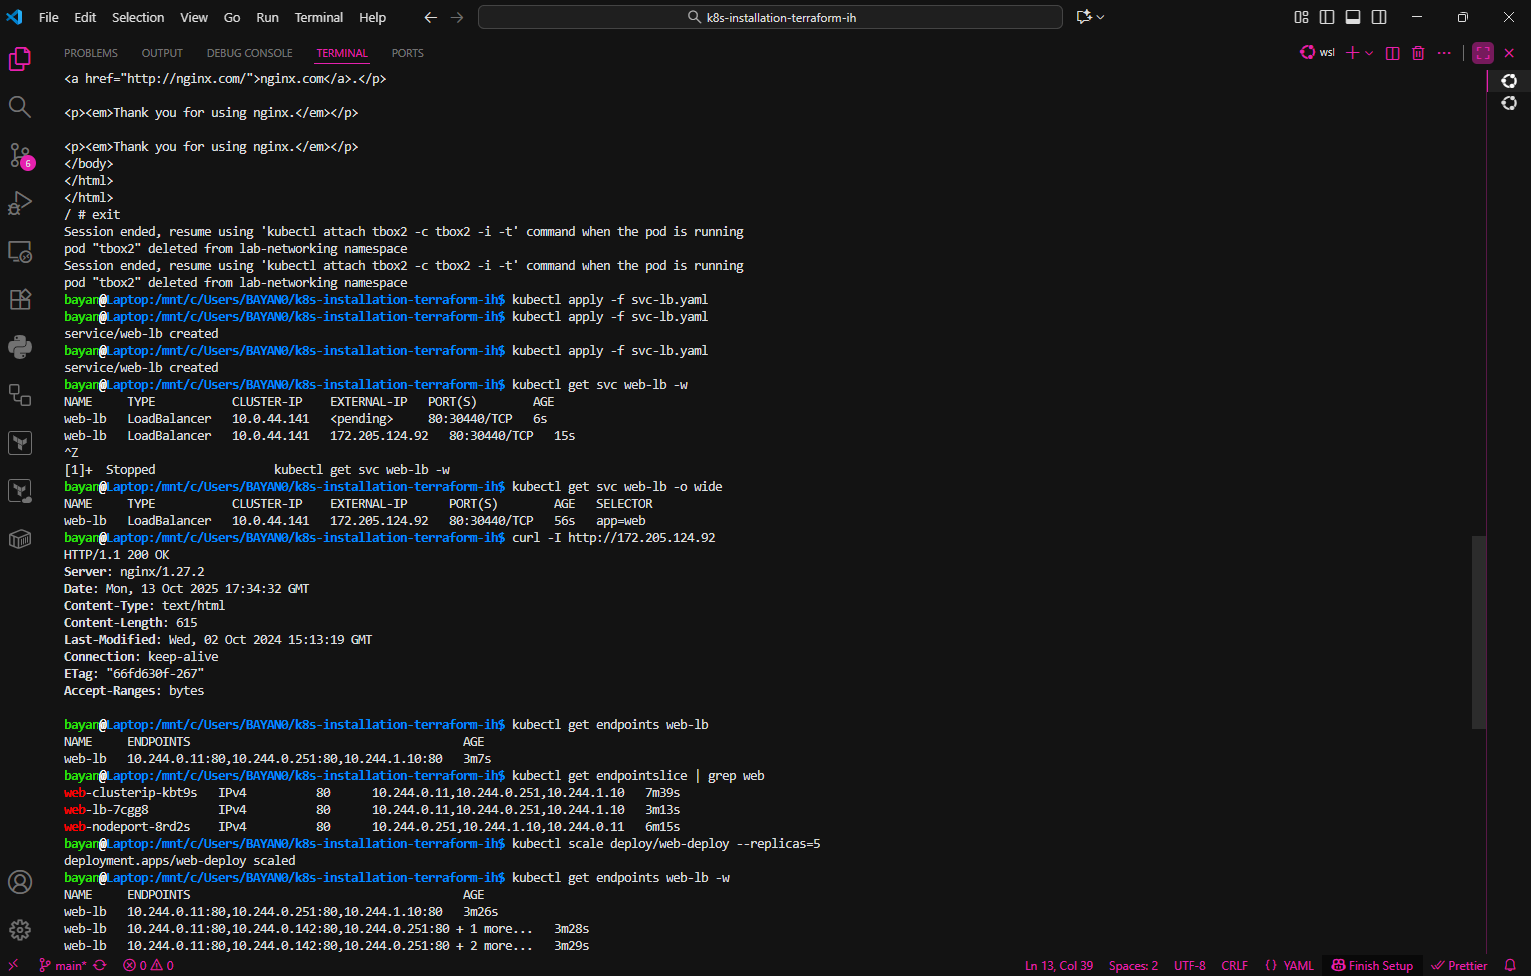 File Edit Selection View Go Run Terminal Help k8s-installation-terraform-ih
PROBLEMS OUTPUT DEBUG CONSOLE TERMINAL PORTS wsl
<a href="http://nginx.com/">nginx.com</a>.</p>
<p><em>Thank you for using nginx.</em></p>
<p><em>Thank you for using nginx.</em></p>
</body>
</html>
</html>
/ # exit
Session ended, resume using 'kubectl attach tbox2 -c tbox2 -i -t' command when the pod is running
pod "tbox2" deleted from lab-networking namespace
Session ended, resume using 'kubectl attach tbox2 -c tbox2 -i -t' command when the pod is running
pod "tbox2" deleted from lab-networking namespace
bayan@Laptop:/mnt/c/Users/BAYAN0/k8s-installation-terraform-ih$ kubectl apply -f svc-lb.yaml
bayan@Laptop:/mnt/c/Users/BAYAN0/k8s-installation-terraform-ih$ kubectl apply -f svc-lb.yaml
service/web-lb created
bayan@Laptop:/mnt/c/Users/BAYAN0/k8s-installation-terraform-ih$ kubectl apply -f svc-lb.yaml
service/web-lb created
bayan@Laptop:/mnt/c/Users/BAYAN0/k8s-installation-terraform-ih$ kubectl get svc web-lb -w
NAME TYPE CLUSTER-IP EXTERNAL-IP PORT(S) AGE
web-lb LoadBalancer 10.0.44.141 <pending> 80:30440/TCP 6s
web-lb LoadBalancer 10.0.44.141 172.205.124.92 80:30440/TCP 15s
^Z
[1]+ Stopped kubectl get svc web-lb -w
bayan@Laptop:/mnt/c/Users/BAYAN0/k8s-installation-terraform-ih$ kubectl get svc web-lb -o wide
NAME TYPE CLUSTER-IP EXTERNAL-IP PORT(S) AGE SELECTOR
web-lb LoadBalancer 10.0.44.141 172.205.124.92 80:30440/TCP 56s app=web
bayan@Laptop:/mnt/c/Users/BAYAN0/k8s-installation-terraform-ih$ curl -I http://172.205.124.92
HTTP/1.1 200 OK
Server: nginx/1.27.2
Date: Mon, 13 Oct 2025 17:34:32 GMT
Content-Type: text/html
Content-Length: 615
Last-Modified: Wed, 02 Oct 2024 15:13:19 GMT
Connection: keep-alive
ETag: "66fd630f-267"
Accept-Ranges: bytes
bayan@Laptop:/mnt/c/Users/BAYAN0/k8s-installation-terraform-ih$ kubectl get endpoints web-lb
NAME ENDPOINTS AGE
web-lb 10.244.0.11:80,10.244.0.251:80,10.244.1.10:80 3m7s
bayan@Laptop:/mnt/c/Users/BAYAN0/k8s-installation-terraform-ih$ kubectl get endpointslice | grep web
web-clusterip-kbt9s IPv4 80 10.244.0.11,10.244.0.251,10.244.1.10 7m39s
web-lb-7cgg8 IPv4 80 10.244.0.11,10.244.0.251,10.244.1.10 3m13s
web-nodeport-8rd2s IPv4 80 10.244.0.251,10.244.1.10,10.244.0.11 6m15s
bayan@Laptop:/mnt/c/Users/BAYAN0/k8s-installation-terraform-ih$ kubectl scale deploy/web-deploy --replicas=5
deployment.apps/web-deploy scaled
bayan@Laptop:/mnt/c/Users/BAYAN0/k8s-installation-terraform-ih$ kubectl get endpoints web-lb -w
NAME ENDPOINTS AGE
web-lb 10.244.0.11:80,10.244.0.251:80,10.244.1.10:80 3m26s
web-lb 10.244.0.11:80,10.244.0.142:80,10.244.0.251:80 + 1 more... 3m28s
web-lb 10.244.0.11:80,10.244.0.142:80,10.244.0.251:80 + 2 more... 3m29s
6
main* 0 0 Ln 13, Col 39 Spaces: 2 UTF-8 CRLF {} YAML Finish Setup Prettier